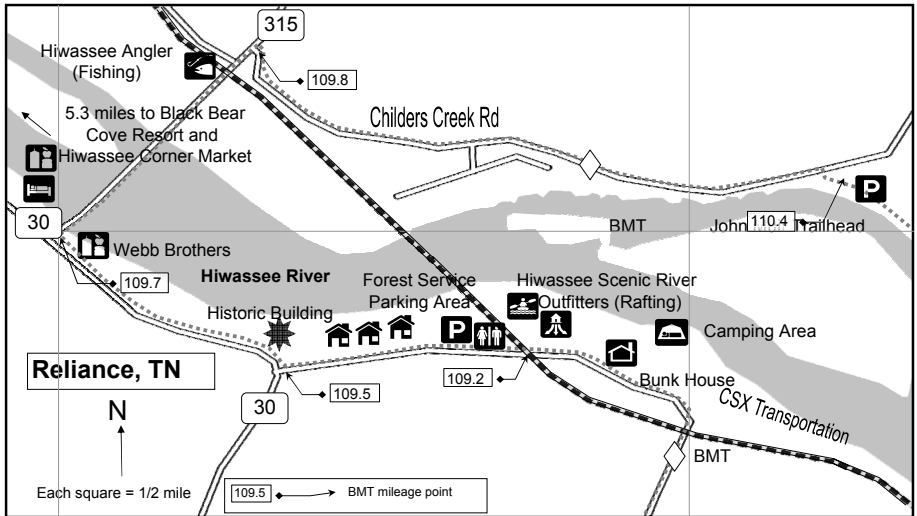 315
Hiwassee Angler
(Fishing)
109.8
5.3 miles to Black Bear
Cove Resort and
Hiwassee Corner Market
Childers Creek Rd
P
30
BMT
John
110.4
railhead
Webb Brothers
109.7
Hiwassee River
Forest Service
Parking Area
Hiwassee Scenic River
Outfitters (Rafting)
Historic Building
P
Camping Area
Reliance, TN
109.2
Bunk House
109.5
CSX Transportation
N
30
BMT
Each square = 1/2 mile
109.5
BMT mileage point